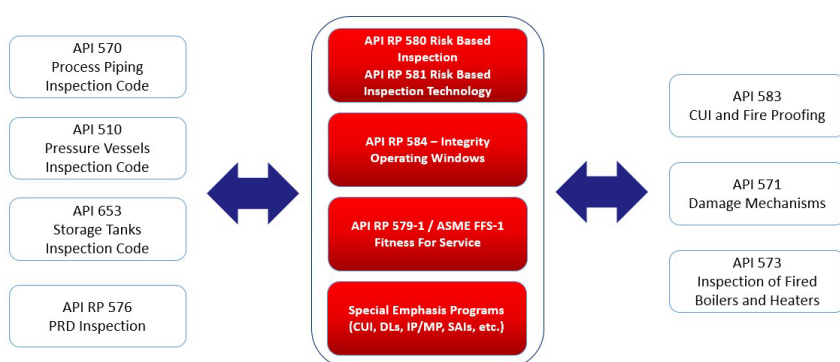 API 570
Process Piping
Inspection Code
API 510
Pressure Vessels
Inspection Code
API 653
Storage Tanks
Inspection Code
API RP 576
PRD Inspection
API RP 580 Risk Based
Inspection
API RP 581 Risk Based
Inspection Technology
API RP 584 – Integrity
Operating Windows
API RP 579-1 / ASME FFS-1
Fitness For Service
Special Emphasis Programs
(CUI, DLs, IP/MP, SAIs, etc.)
API 583
CUI and Fire Proofing
API 571
Damage Mechanisms
API 573
Inspection of Fired
Boilers and Heaters